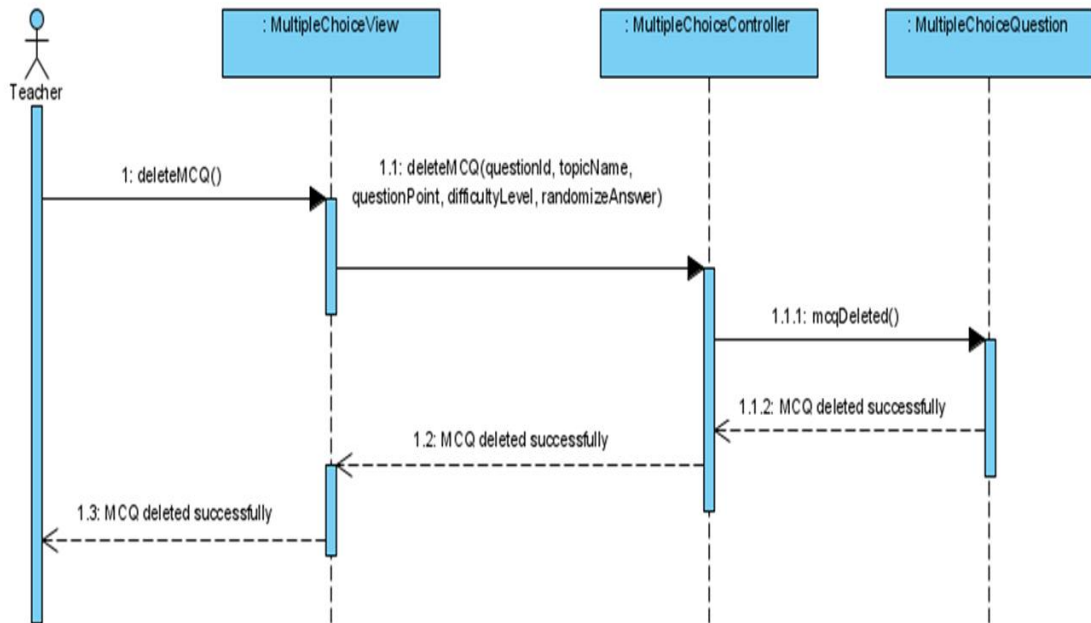 : MultipleChoiceView
: MultipleChoiceController
: MultipleChoiceQuestion
Teacher
1: deleteMCQ()
1.1: deleteMCQ(questionId, topicName,
questionPoint, difficultyLevel, randomizeAnswer)
1.1.1: mcqDeleted()
1.1.2: MCQ deleted successfully
1.2: MCQ deleted successfully
1.3: MCQ deleted successfully